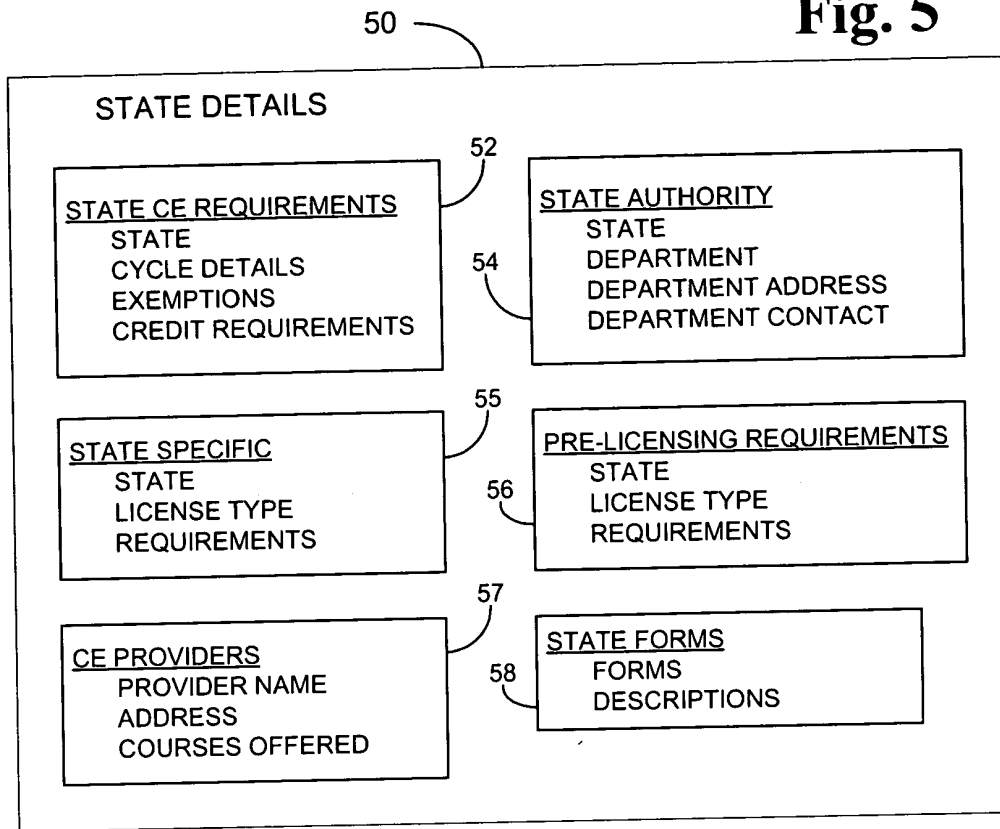 Fig. 5
50
STATE DETAILS
52
STATE CE REQUIREMENTS
STATE
CYCLE DETAILS
EXEMPTIONS
CREDIT REQUIREMENTS
54
STATE AUTHORITY
STATE
DEPARTMENT
DEPARTMENT ADDRESS
DEPARTMENT CONTACT
55
STATE SPECIFIC
STATE
LICENSE TYPE
REQUIREMENTS
56
PRE-LICENSING REQUIREMENTS
STATE
LICENSE TYPE
REQUIREMENTS
57
CE PROVIDERS
PROVIDER NAME
ADDRESS
COURSES OFFERED
58
STATE FORMS
FORMS
DESCRIPTIONS